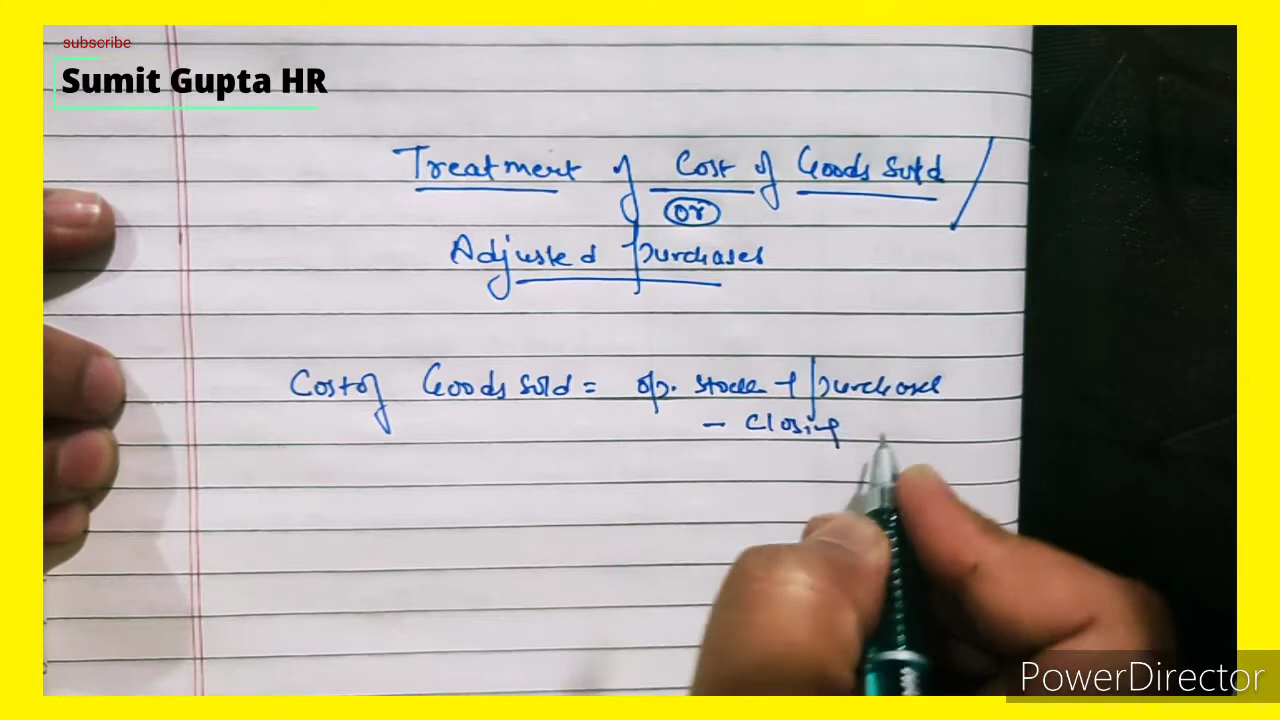 subscribe
Sumit Gupta HR
Treatment of Cost of Goods Sold
or
Adjusted purchases
Cost of Goods Sold = op. stock + purchases
- Closing
PowerDirector